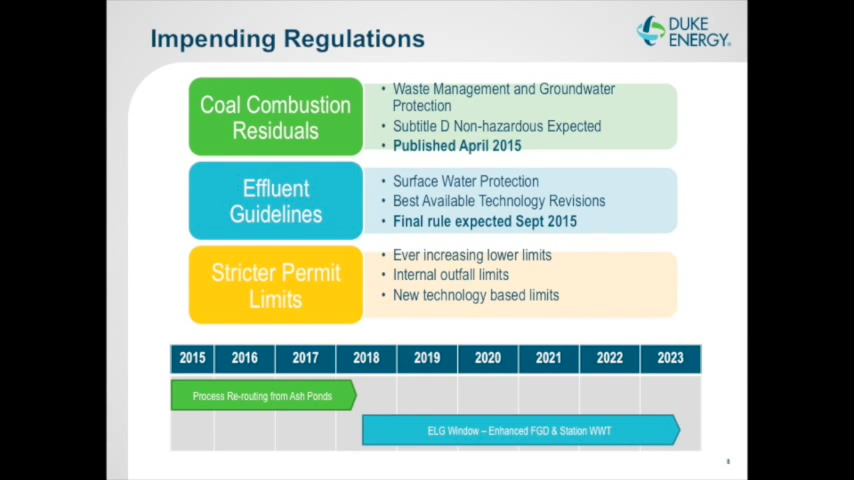 Impending Regulations
DUKE
ENERGY®
Coal Combustion
Residuals
• Waste Management and Groundwater
Protection
• Subtitle D Non-hazardous Expected
• Published April 2015
Effluent
Guidelines
• Surface Water Protection
• Best Available Technology Revisions
• Final rule expected Sept 2015
Stricter Permit
Limits
• Ever increasing lower limits
• Internal outfall limits
• New technology based limits
2015 2016 2017 2018 2019 2020 2021 2022 2023
Process Re-routing from Ash Ponds
ELG Window – Enhanced FGD & Station WWT
8